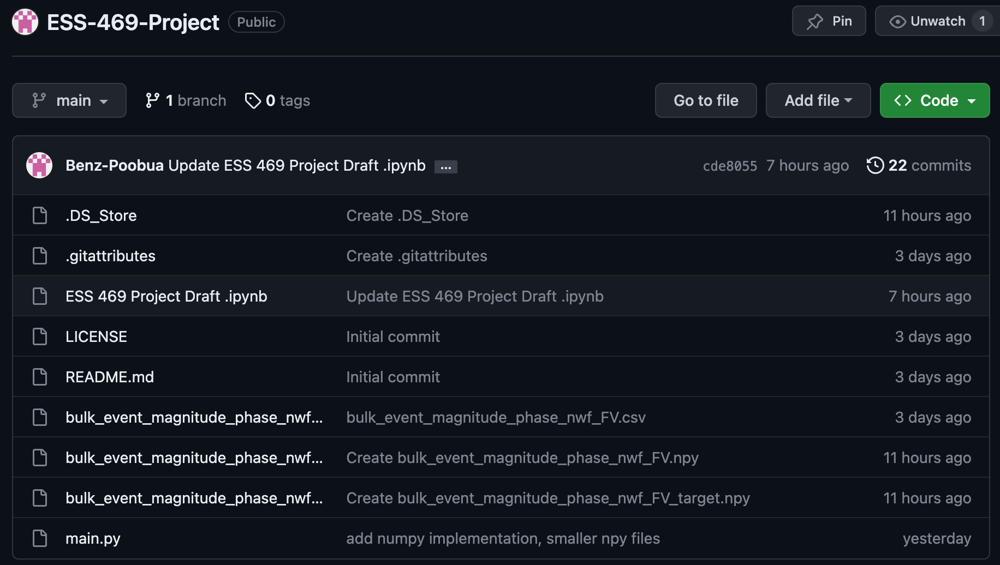 ESS-469-Project Public Pin Unwatch 1
main 1 branch 0 tags Go to file Add file Code
Benz-Poobua Update ESS 469 Project Draft .ipynb ... cde8055 7 hours ago 22 commits
.DS_Store Create .DS_Store 11 hours ago
.gitattributes Create .gitattributes 3 days ago
ESS 469 Project Draft .ipynb Update ESS 469 Project Draft .ipynb 7 hours ago
LICENSE Initial commit 3 days ago
README.md Initial commit 3 days ago
bulk_event_magnitude_phase_nwf... bulk_event_magnitude_phase_nwf_FV.csv 3 days ago
bulk_event_magnitude_phase_nwf... Create bulk_event_magnitude_phase_nwf_FV.npy 11 hours ago
bulk_event_magnitude_phase_nwf... Create bulk_event_magnitude_phase_nwf_FV_target.npy 11 hours ago
main.py add numpy implementation, smaller npy files yesterday